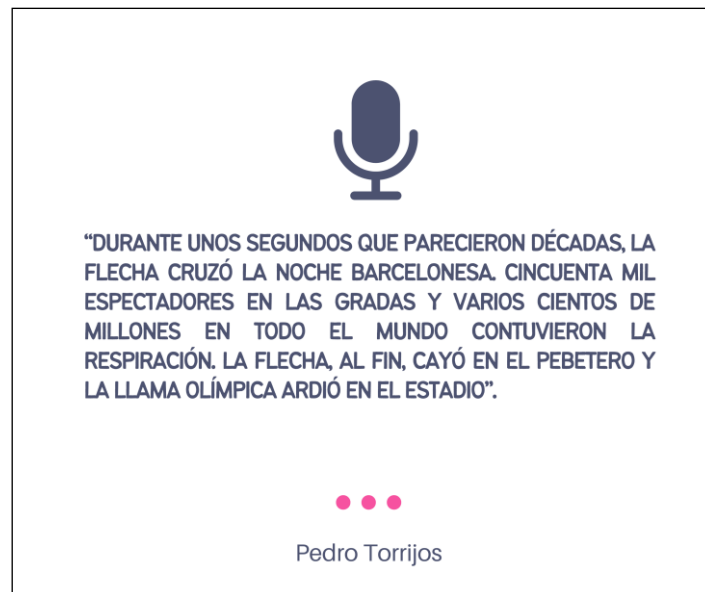 “DURANTE UNOS SEGUNDOS QUE PARECIERON DÉCADAS, LA
FLECHA CRUZÓ LA NOCHE BARCELONESA. CINCUENTA MIL
ESPECTADORES EN LAS GRADAS Y VARIOS CIENTOS DE
MILLONES EN TODO EL MUNDO CONTUVIERON LA
RESPIRACIÓN. LA FLECHA, AL FIN, CAYÓ EN EL PEBETERO Y
LA LLAMA OLÍMPICA ARDIÓ EN EL ESTADIO”.
Pedro Torrijos